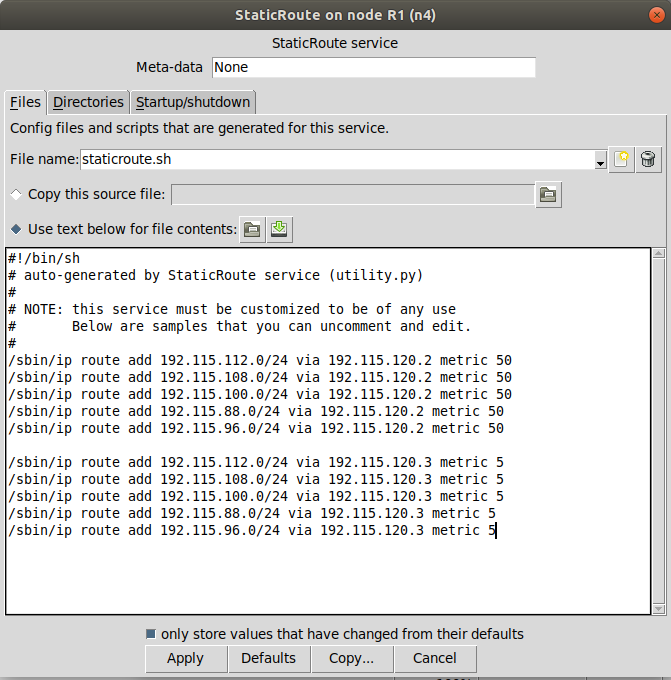 StaticRoute on node R1 (n4)
StaticRoute service
Meta-data None
Files Directories Startup/shutdown
Config files and scripts that are generated for this service.
File name: staticroute.sh
Copy this source file:
Use text below for file contents:
#!/bin/sh
# auto-generated by StaticRoute service (utility.py)
#
# NOTE: this service must be customized to be of any use
#       Below are samples that you can uncomment and edit.
#
/sbin/ip route add 192.115.112.0/24 via 192.115.120.2 metric 50
/sbin/ip route add 192.115.108.0/24 via 192.115.120.2 metric 50
/sbin/ip route add 192.115.100.0/24 via 192.115.120.2 metric 50
/sbin/ip route add 192.115.88.0/24 via 192.115.120.2 metric 50
/sbin/ip route add 192.115.96.0/24 via 192.115.120.2 metric 50
/sbin/ip route add 192.115.112.0/24 via 192.115.120.3 metric 5
/sbin/ip route add 192.115.108.0/24 via 192.115.120.3 metric 5
/sbin/ip route add 192.115.100.0/24 via 192.115.120.3 metric 5
/sbin/ip route add 192.115.88.0/24 via 192.115.120.3 metric 5
/sbin/ip route add 192.115.96.0/24 via 192.115.120.3 metric 5
only store values that have changed from their defaults
Apply Defaults Copy... Cancel